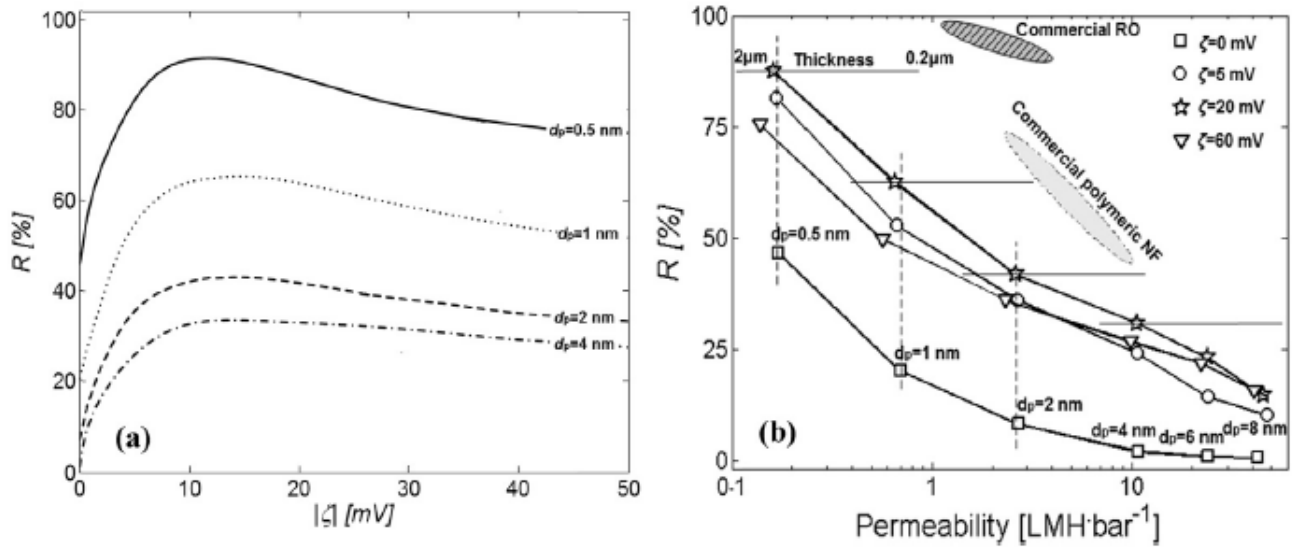 100
80
60
40
20
0
R [%]
0 10 20 30 40 50
|ζ| [mV]
dp=0.5 nm
dp=1 nm
dp=2 nm
dp=4 nm
(a)
100
75
50
25
0
R [%]
0·1 1 10
Permeability [LMH·bar⁻¹]
Commercial RO
2μm Thickness 0.2μm
Commercial polymeric NF
ζ=0 mV
ζ=5 mV
ζ=20 mV
ζ=60 mV
dp=0.5 nm
dp=1 nm
dp=2 nm
dp=4 nm dp=6 nm dp=8 nm
(b)